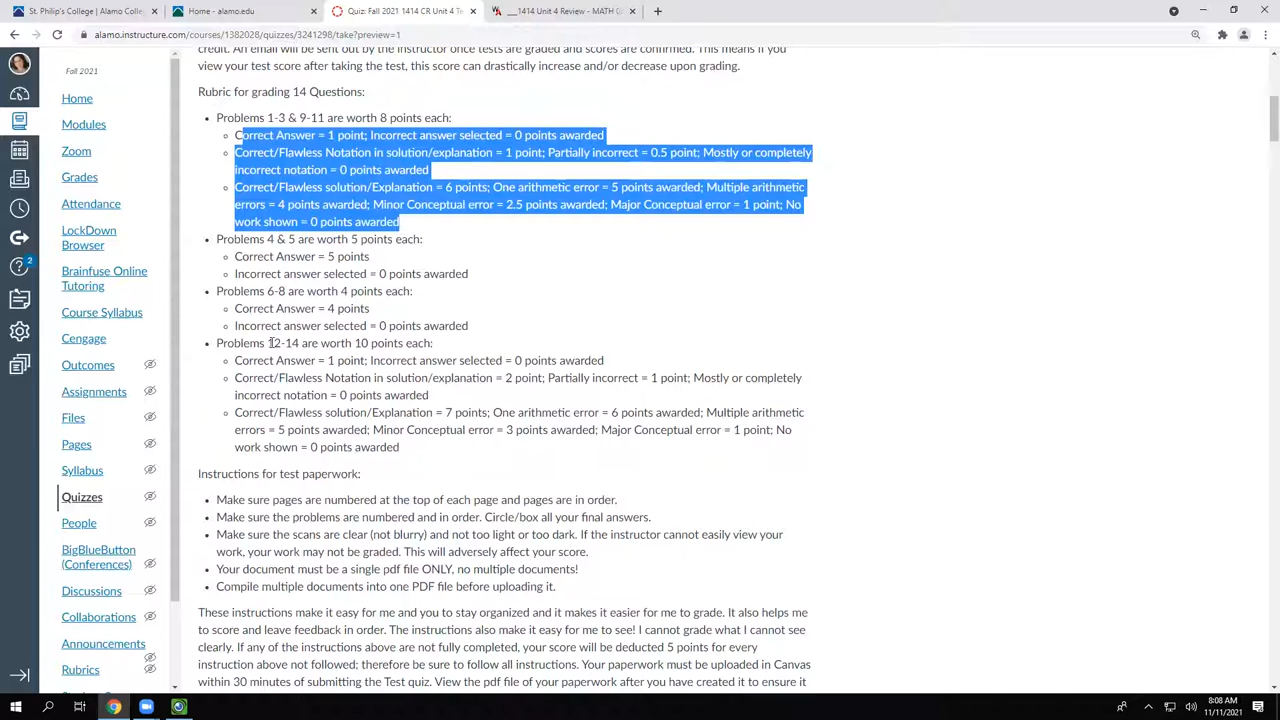 St. Philip's College | Alamo Colleg
Home - alamo.edu
Quiz: Fall 2021 1414 CR Unit 4 Te
__1414 Unit 4 Review - MATH 0
alamo.instructure.com/courses/1382028/quizzes/3241298/take?preview=1
Fall 2021
Home
Modules
Zoom
Grades
Attendance
LockDown
Browser
Brainfuse Online
Tutoring
Course Syllabus
Cengage
Outcomes
Assignments
Files
Pages
Syllabus
Quizzes
People
BigBlueButton
(Conferences)
Discussions
Collaborations
Announcements
Rubrics
2
credit. An email will be sent out by the instructor once tests are graded and scores are confirmed. This means if you
view your test score after taking the test, this score can drastically increase and/or decrease upon grading.
Rubric for grading 14 Questions:
Problems 1-3 & 9-11 are worth 8 points each:
Correct Answer = 1 point; Incorrect answer selected = 0 points awarded
Correct/Flawless Notation in solution/explanation = 1 point; Partially incorrect = 0.5 point; Mostly or completely
incorrect notation = 0 points awarded
Correct/Flawless solution/Explanation = 6 points; One arithmetic error = 5 points awarded; Multiple arithmetic
errors = 4 points awarded; Minor Conceptual error = 2.5 points awarded; Major Conceptual error = 1 point; No
work shown = 0 points awarded
Problems 4 & 5 are worth 5 points each:
Correct Answer = 5 points
Incorrect answer selected = 0 points awarded
Problems 6-8 are worth 4 points each:
Correct Answer = 4 points
Incorrect answer selected = 0 points awarded
Problems 12-14 are worth 10 points each:
Correct Answer = 1 point; Incorrect answer selected = 0 points awarded
Correct/Flawless Notation in solution/explanation = 2 point; Partially incorrect = 1 point; Mostly or completely
incorrect notation = 0 points awarded
Correct/Flawless solution/Explanation = 7 points; One arithmetic error = 6 points awarded; Multiple arithmetic
errors = 5 points awarded; Minor Conceptual error = 3 points awarded; Major Conceptual error = 1 point; No
work shown = 0 points awarded
Instructions for test paperwork:
Make sure pages are numbered at the top of each page and pages are in order.
Make sure the problems are numbered and in order. Circle/box all your final answers.
Make sure the scans are clear (not blurry) and not too light or too dark. If the instructor cannot easily view your
work, your work may not be graded. This will adversely affect your score.
Your document must be a single pdf file ONLY, no multiple documents!
Compile multiple documents into one PDF file before uploading it.
These instructions make it easy for me and you to stay organized and it makes it easier for me to grade. It also helps me
to score and leave feedback in order. The instructions also make it easy for me to see! I cannot grade what I cannot see
clearly. If any of the instructions above are not fully completed, your score will be deducted 5 points for every
instruction above not followed; therefore be sure to follow all instructions. Your paperwork must be uploaded in Canvas
within 30 minutes of submitting the Test quiz. View the pdf file of your paperwork after you have created it to ensure it
8:08 AM
11/11/2021